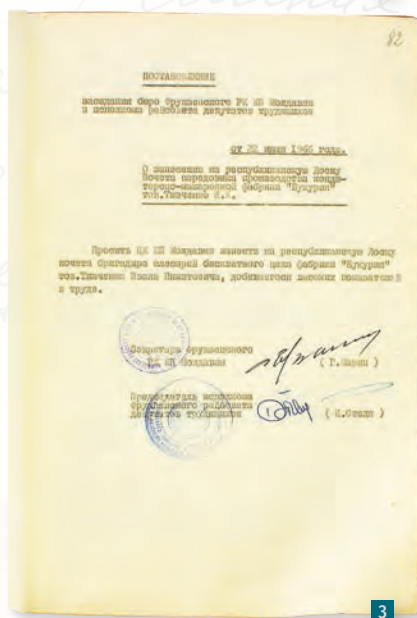 82
ПОСТАНОВЛЕНИЕ
заседания бюро Фрунзенского РК КП Молдавии
и исполкома райсовета депутатов трудящихся
от 22 1966 года.
О занесении на республиканскую Доску
Почета передовика производства конди-
терско-макаронной фабрики "Букурия"
тов.Ткаченко
Просить ЦК КП Молдавии занести на республиканскую Доску
почета бригадира слесарей бисквитного цеха фабрики "Букурия"
тов.Ткаченко добившегося высоких показателей
в труде.
Секретарь Фрунзенского
РК КП Молдавии
Председатель исполкома
Фрунзенского райсовета
депутатов трудящихся
3